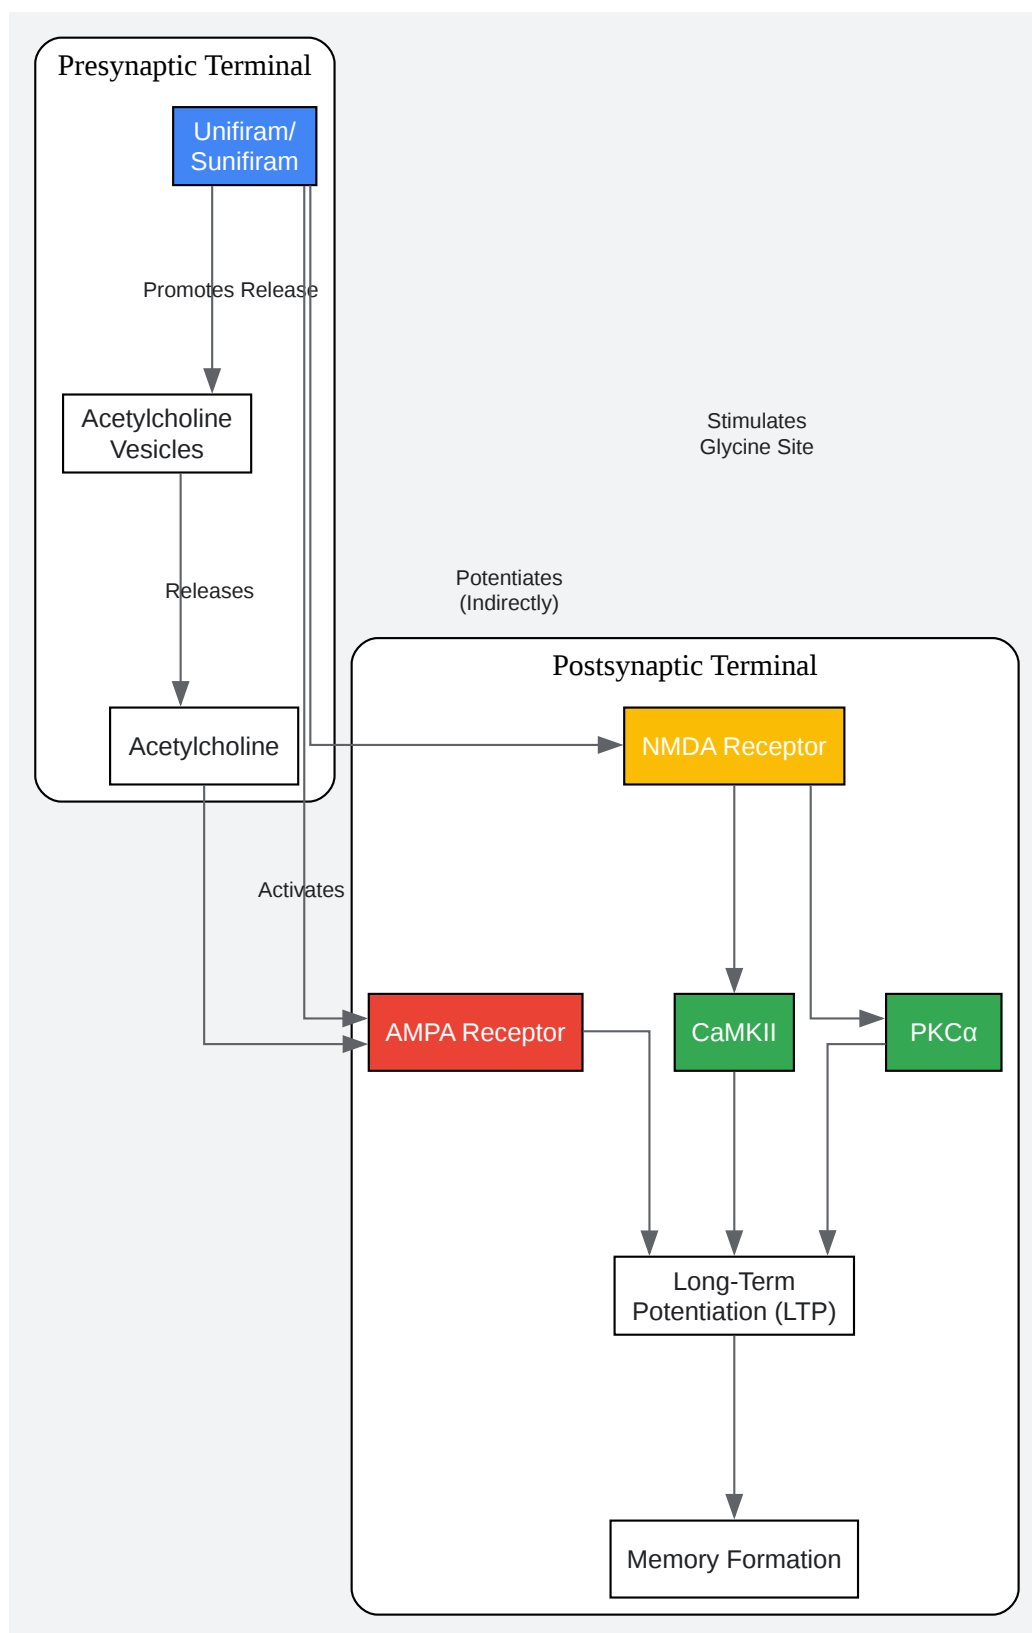 Presynaptic Terminal
Unifiram/
Sunifiram
Promotes Release
Acetylcholine
Vesicles
Stimulates
Glycine Site
Releases
Potentiates
(Indirectly)
Postsynaptic Terminal
Acetylcholine
NMDA Receptor
Activates
AMPA Receptor
CaMKII
PKCα
Long-Term
Potentiation (LTP)
Memory Formation